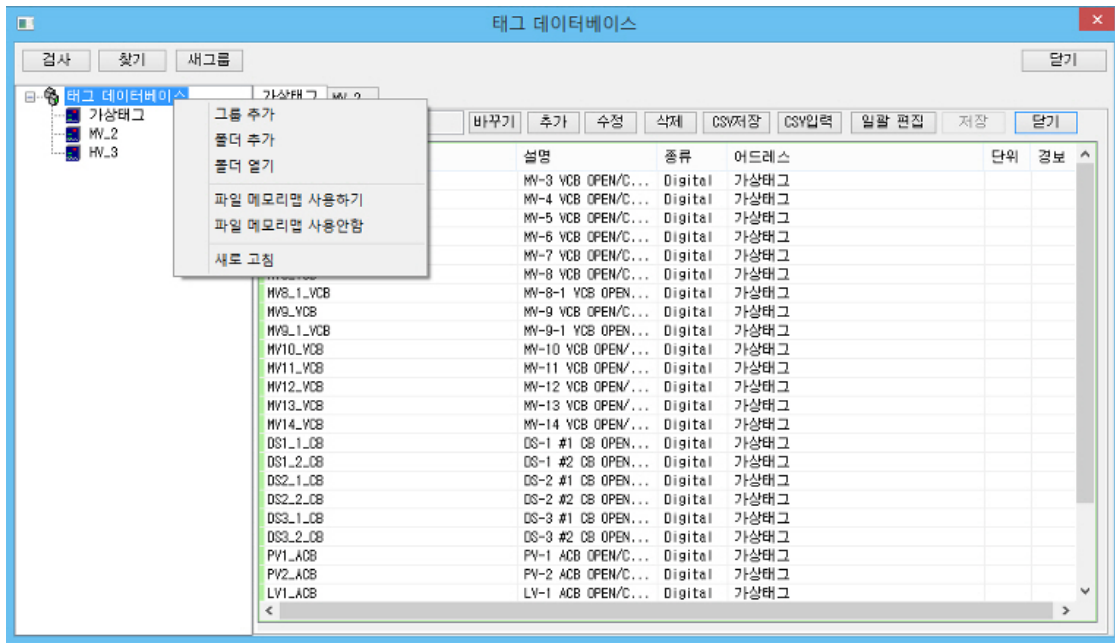 태그 데이터베이스
검사 찾기 새그룹 닫기
태그 데이터베이스
가상태그
MV_2
HV_3
가상태그 MV_2
그룹 추가
폴더 추가
폴더 열기
파일 메모리맵 사용하기
파일 메모리맵 사용안함
새로 고침
바꾸기 추가 수정 삭제 CSV저장 CSV입력 일괄 편집 저장 닫기
설명 종류 어드레스 단위 경보
MV-3 VCB OPEN/C... Digital 가상태그
MV-4 VCB OPEN/C... Digital 가상태그
MV-5 VCB OPEN/C... Digital 가상태그
MV-6 VCB OPEN/C... Digital 가상태그
MV-7 VCB OPEN/C... Digital 가상태그
MV-8 VCB OPEN/C... Digital 가상태그
MV8_1_VCB MV-8-1 VCB OPEN... Digital 가상태그
MV9_VCB MV-9 VCB OPEN/C... Digital 가상태그
MV9_1_VCB MV-9-1 VCB OPEN... Digital 가상태그
MV10_VCB MV-10 VCB OPEN/... Digital 가상태그
MV11_VCB MV-11 VCB OPEN/... Digital 가상태그
MV12_VCB MV-12 VCB OPEN/... Digital 가상태그
MV13_VCB MV-13 VCB OPEN/... Digital 가상태그
MV14_VCB MV-14 VCB OPEN/... Digital 가상태그
DS1_1_CB DS-1 #1 CB OPEN... Digital 가상태그
DS1_2_CB DS-1 #2 CB OPEN... Digital 가상태그
DS2_1_CB DS-2 #1 CB OPEN... Digital 가상태그
DS2_2_CB DS-2 #2 CB OPEN... Digital 가상태그
DS3_1_CB DS-3 #1 CB OPEN... Digital 가상태그
DS3_2_CB DS-3 #2 CB OPEN... Digital 가상태그
PV1_ACB PV-1 ACB OPEN/C... Digital 가상태그
PV2_ACB PV-2 ACB OPEN/C... Digital 가상태그
LV1_ACB LV-1 ACB OPEN/C... Digital 가상태그